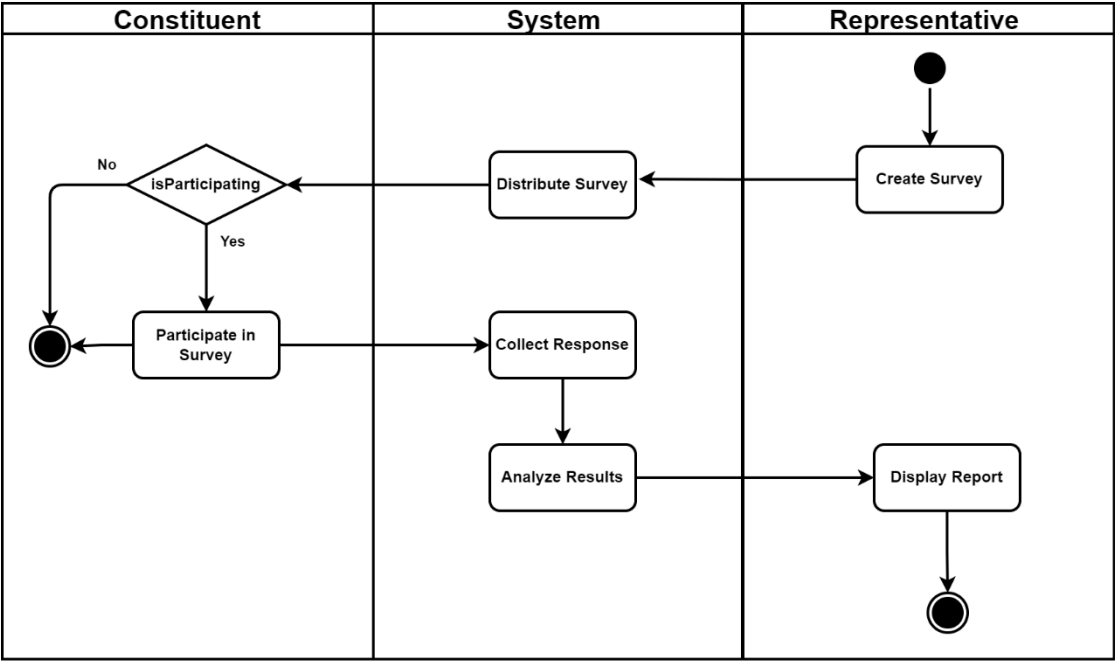 Constituent
System
Representative
No
isParticipating
Distribute Survey
Create Survey
Yes
Participate in
Survey
Collect Response
Analyze Results
Display Report